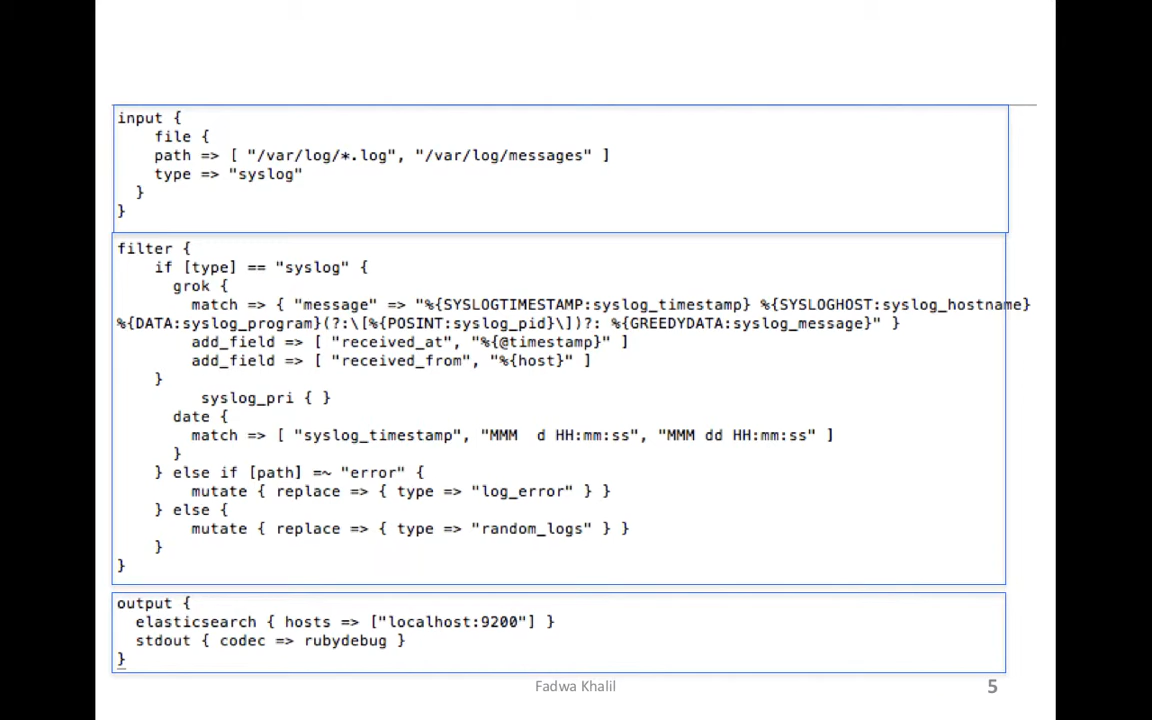 input {
    file {
    path => [ "/var/log/*.log", "/var/log/messages" ]
    type => "syslog"
  }
}
filter {
    if [type] == "syslog" {
      grok {
        match => { "message" => "%{SYSLOGTIMESTAMP:syslog_timestamp} %{SYSLOGHOST:syslog_hostname}
%{DATA:syslog_program}(?:\[%{POSINT:syslog_pid}\])?: %{GREEDYDATA:syslog_message}" }
        add_field => [ "received_at", "%{@timestamp}" ]
        add_field => [ "received_from", "%{host}" ]
    }
         syslog_pri { }
      date {
        match => [ "syslog_timestamp", "MMM  d HH:mm:ss", "MMM dd HH:mm:ss" ]
      }
    } else if [path] =~ "error" {
        mutate { replace => { type => "log_error" } }
    } else {
        mutate { replace => { type => "random_logs" } }
    }
}
output {
  elasticsearch { hosts => ["localhost:9200"] }
  stdout { codec => rubydebug }
}
Fadwa Khalil
5